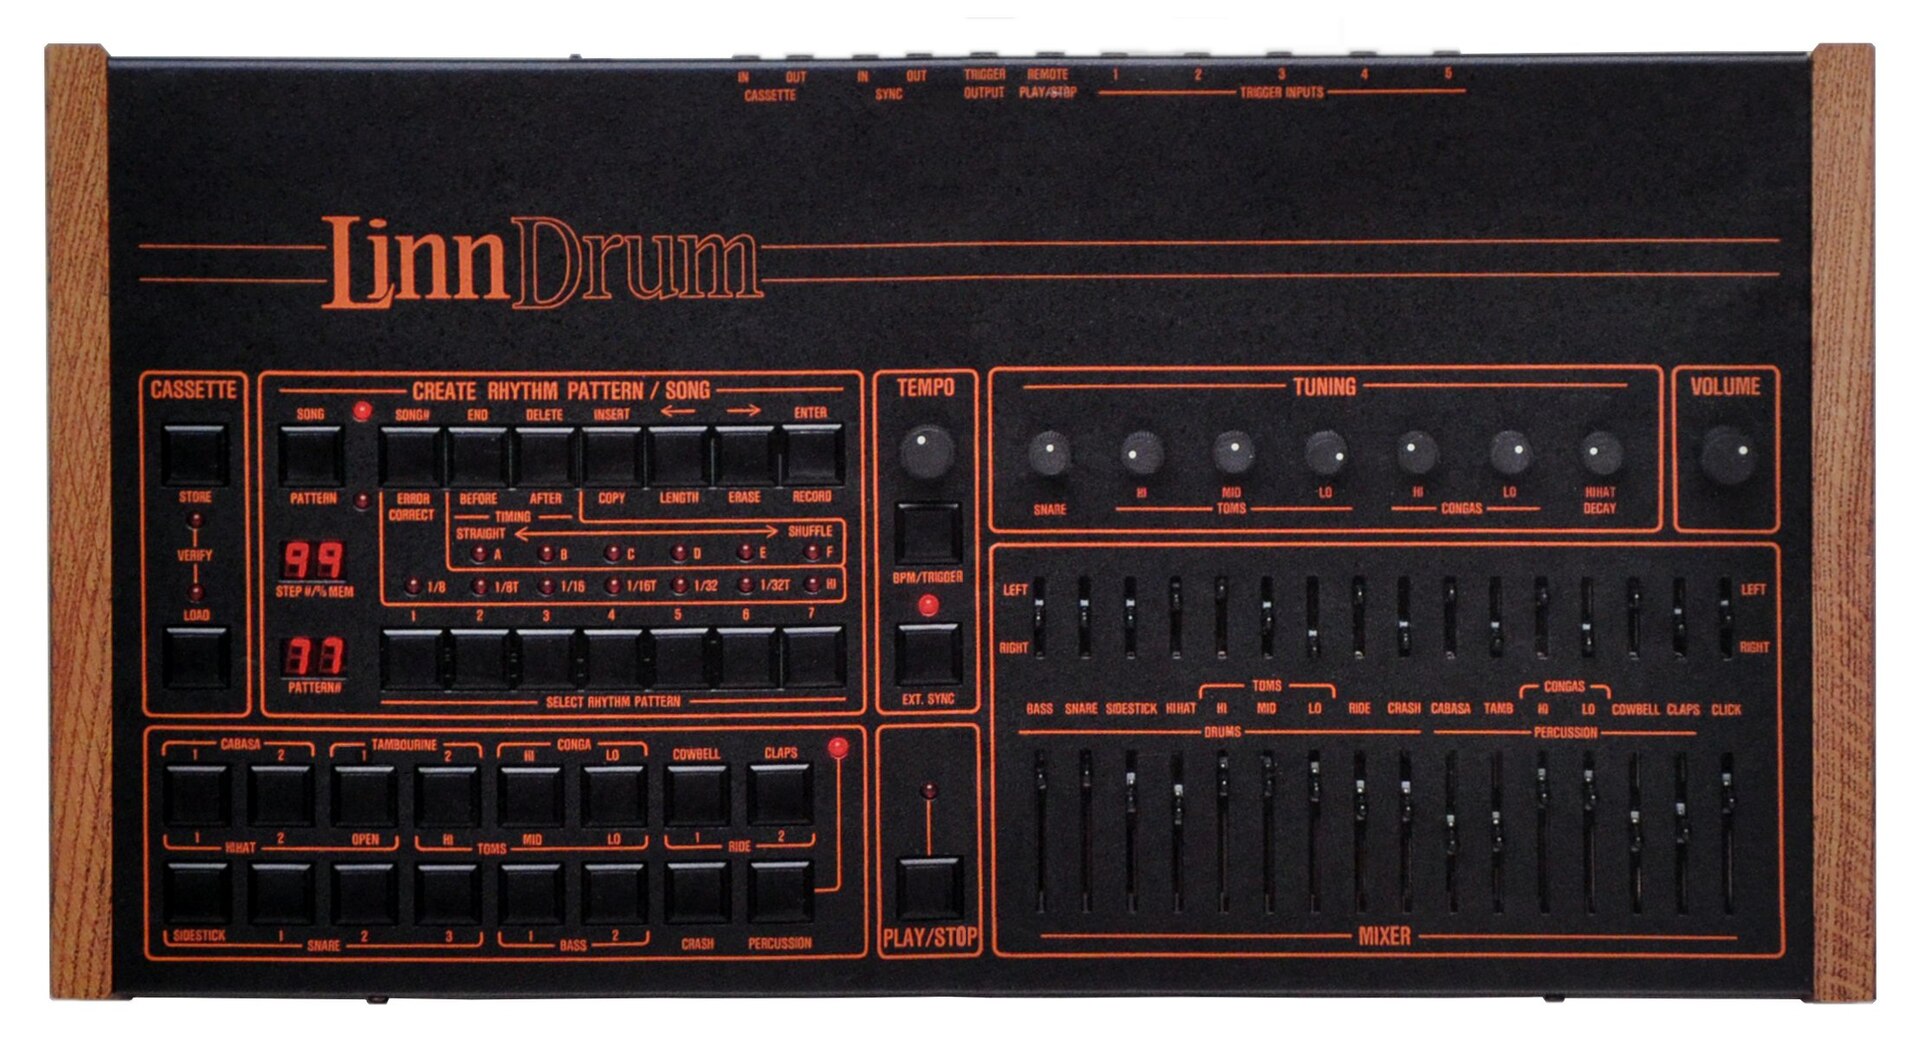 IN OUT IN OUT TRIGGER REMOTE 1 2 3 4 5
CASSETTE SYNC OUTPUT PLAY/STOP TRIGGER INPUTS
LinnDrum
CASSETTE
STORE
VERIFY
LOAD
CREATE RHYTHM PATTERN / SONG
SONG SONG# END DELETE INSERT ← → ENTER
PATTERN ERROR BEFORE AFTER COPY LENGTH ERASE RECORD
CORRECT TIMING
STRAIGHT SHUFFLE
A B C D E F
99
STEP #/% MEM
1/8 1/8T 1/16 1/16T 1/32 1/32T HI
1 2 3 4 5 6 7
77
PATTERN#
SELECT RHYTHM PATTERN
TEMPO
BPM/TRIGGER
EXT. SYNC
TUNING
HI MID LO HI LO HIHAT
SNARE TOMS CONGAS DECAY
VOLUME
LEFT LEFT
RIGHT RIGHT
TOMS CONGAS
BASS SNARE SIDESTICK HIHAT HI MID LO RIDE CRASH CABASA TAMB HI LO COWBELL CLAPS CLICK
DRUMS PERCUSSION
MIXER
CABASA TAMBOURINE CONGA
1 2 1 2 HI LO COWBELL CLAPS
1 2 OPEN HI MID LO 1 2
HIHAT TOMS RIDE
SIDESTICK 1 2 3 1 2 CRASH PERCUSSION
SNARE BASS
PLAY/STOP